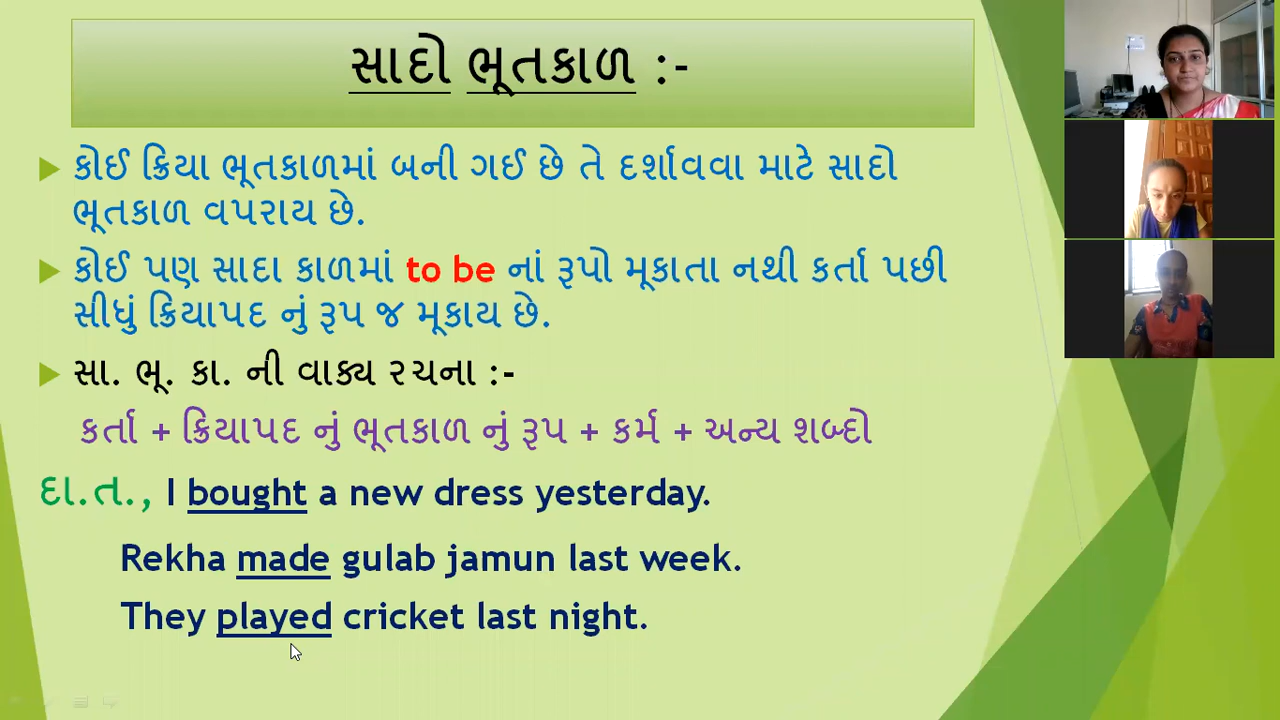 સાદો ભૂતકાળ :-
કોઈ ક્રિયા ભૂતકાળમાં બની ગઈ છે તે દર્શાવવા માટે સાદો
ભૂતકાળ વપરાય છે.
કોઈ પણ સાદા કાળમાં to be નાં રૂપો મૂકાતા નથી કર્તા પછી
સીધું ક્રિયાપદ નું રૂપ જ મૂકાય છે.
સા. ભૂ. કા. ની વાક્ય રચના :-
કર્તા + ક્રિયાપદ નું ભૂતકાળ નું રૂપ + કર્મ + અન્ય શબ્દો
દા.ત., I bought a new dress yesterday.
Rekha made gulab jamun last week.
They played cricket last night.